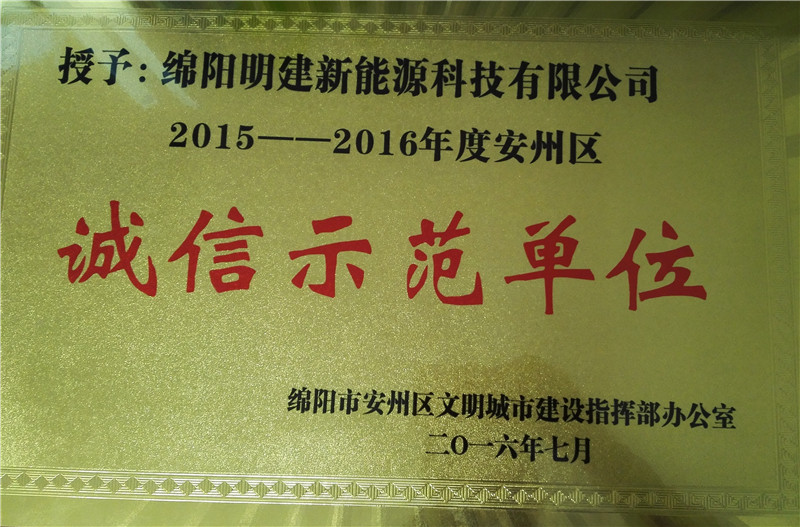 授予：绵阳明建新能源科技有限公司
2015——2016年度安州区
诚信示范单位
绵阳市安州区文明城市建设指挥部办公室
二〇一六年七月